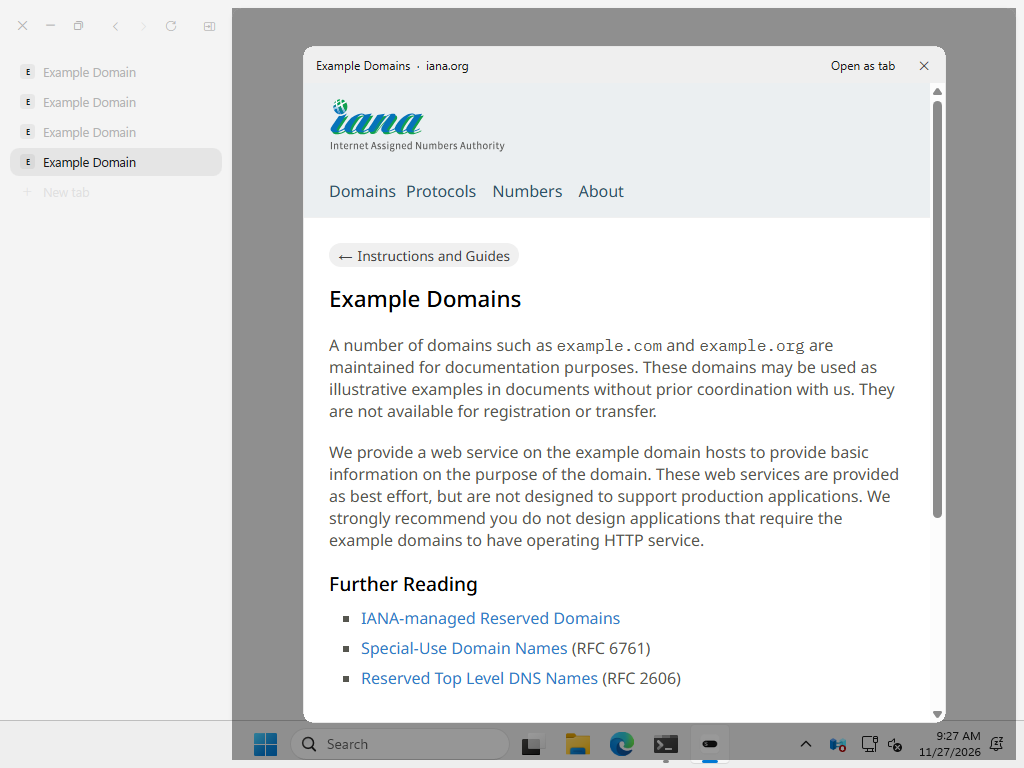 E Example Domain
E Example Domain
E Example Domain
E Example Domain
+ New tab
Example Domains · iana.org
Open as tab
iana
Internet Assigned Numbers Authority
Domains Protocols Numbers About
← Instructions and Guides
Example Domains
A number of domains such as example.com and example.org are
maintained for documentation purposes. These domains may be used as
illustrative examples in documents without prior coordination with us. They
are not available for registration or transfer.
We provide a web service on the example domain hosts to provide basic
information on the purpose of the domain. These web services are provided
as best effort, but are not designed to support production applications. We
strongly recommend you do not design applications that require the
example domains to have operating HTTP service.
Further Reading
IANA-managed Reserved Domains
Special-Use Domain Names (RFC 6761)
Reserved Top Level DNS Names (RFC 2606)
Search
9:27 AM
11/27/2026